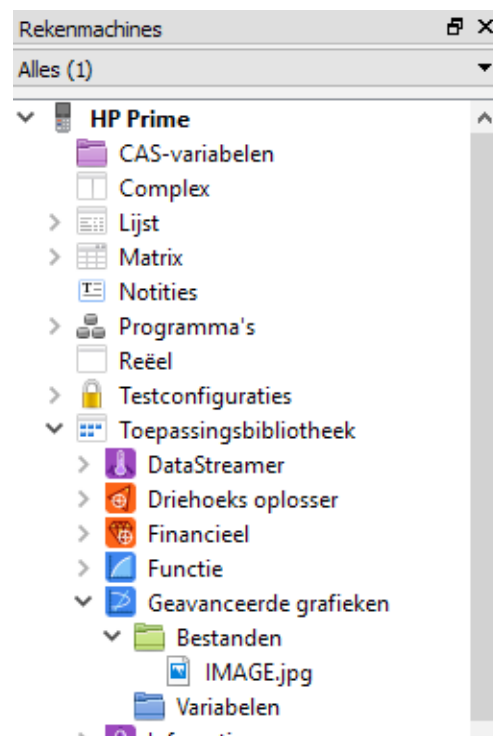 Rekenmachines
Alles (1)
HP Prime
CAS-variabelen
Complex
Lijst
Matrix
Notities
Programma's
Reëel
Testconfiguraties
Toepassingsbibliotheek
DataStreamer
Driehoeks oplosser
Financieel
Functie
Geavanceerde grafieken
Bestanden
IMAGE.jpg
Variabelen